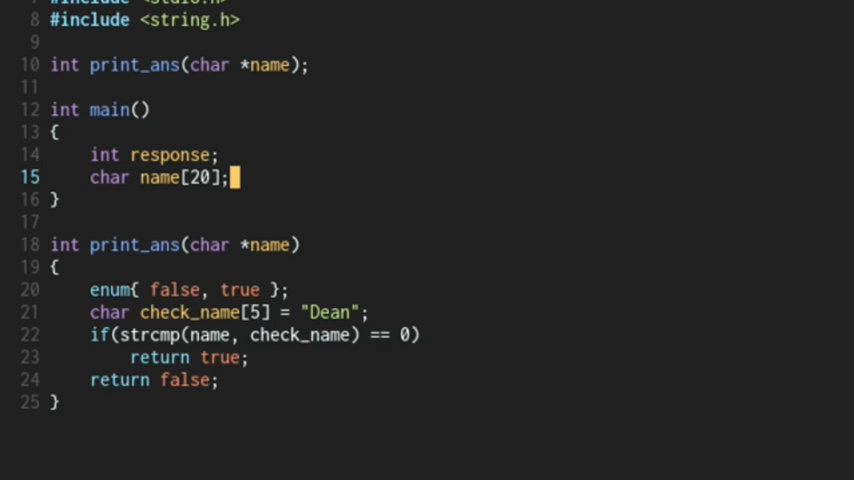 #include <stdio.h>
8 #include <string.h>
9
10 int print_ans(char *name);
11
12 int main()
13 {
14     int response;
15     char name[20];
16 }
17
18 int print_ans(char *name)
19 {
20     enum{ false, true };
21     char check_name[5] = "Dean";
22     if(strcmp(name, check_name) == 0)
23         return true;
24     return false;
25 }